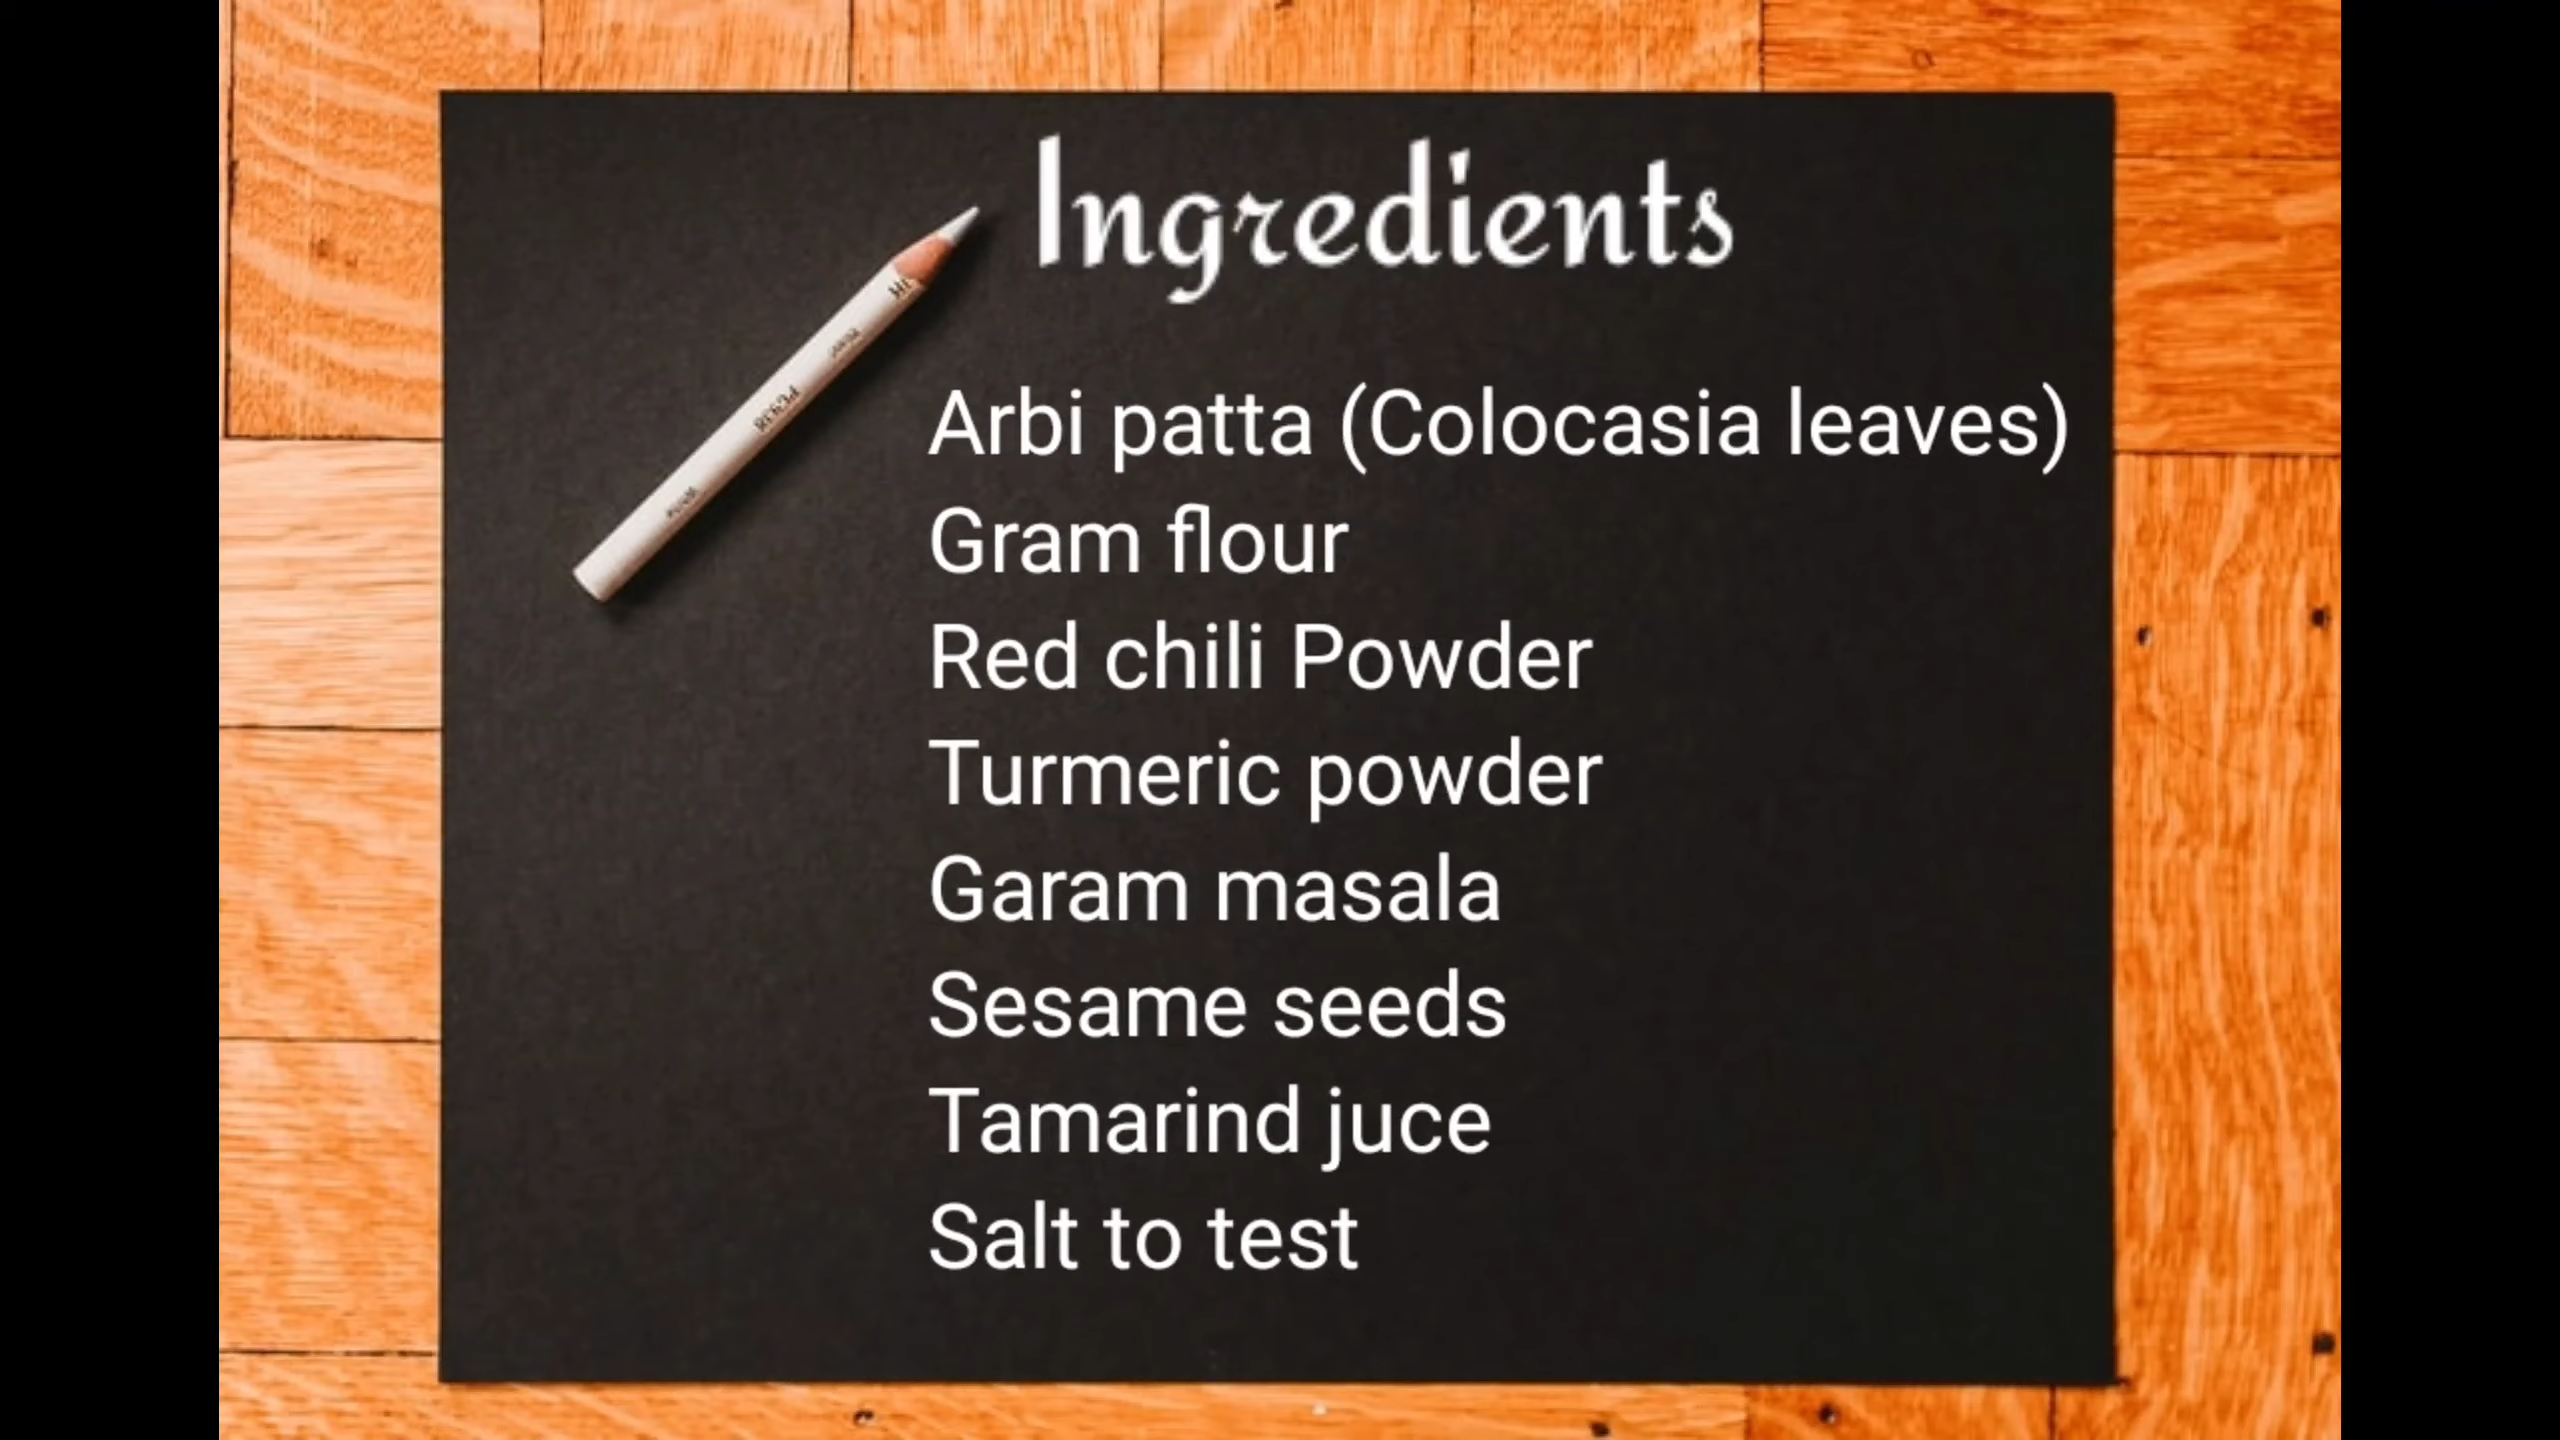 Ingredients
Arbi patta (Colocasia leaves)
Gram flour
Red chili Powder
Turmeric powder
Garam masala
Sesame seeds
Tamarind juce
Salt to test